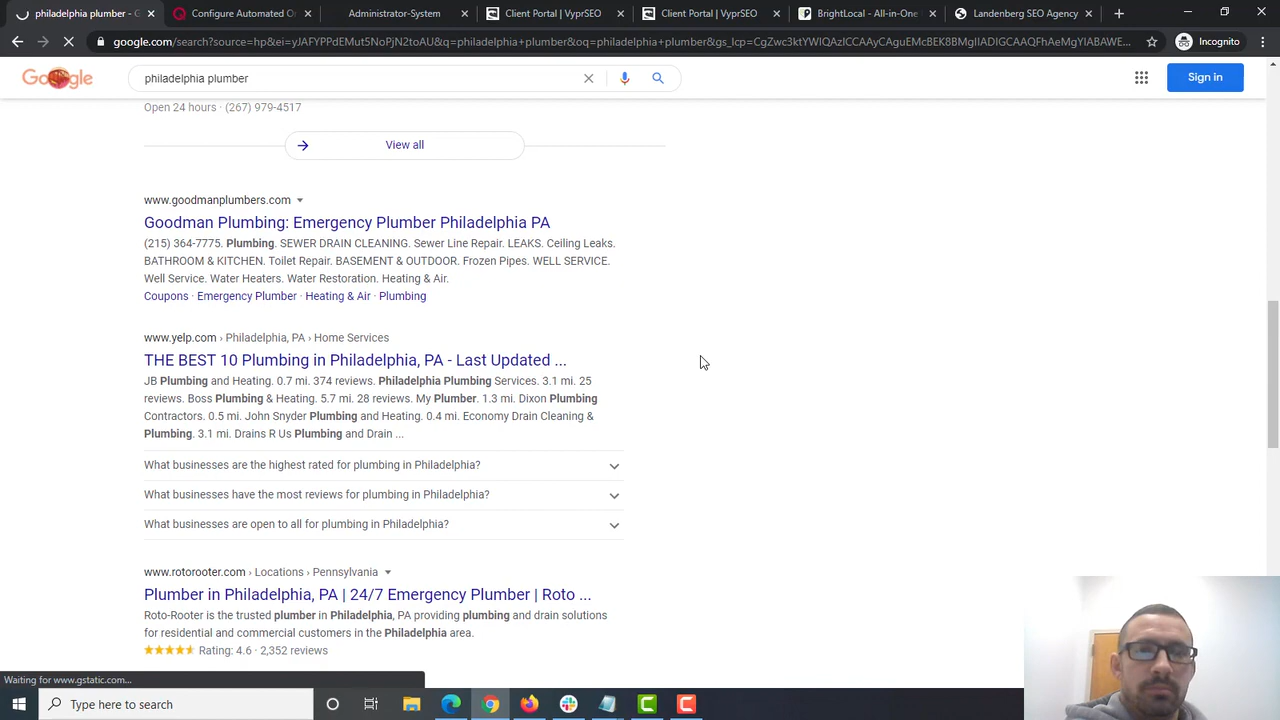 philadelphia plumber - G
Configure Automated O
Administrator-System
Client Portal | VyprSEO
Client Portal | VyprSEO
BrightLocal - All-in-One
Landenberg SEO Agency
google.com/search?source=hp&ei=yJAFYPPdEMut5NoPjN2toAU&q=philadelphia+plumber&oq=philadelphia+plumber&gs_lcp=CgZwc3ktYWIQAzICCAAyCAguEMcBEK8BMgIIADIGCAAQFhAeMgYIABAWE...
Incognito
Google
philadelphia plumber
Sign in
Open 24 hours · (267) 979-4517
View all
www.goodmanplumbers.com
Goodman Plumbing: Emergency Plumber Philadelphia PA
(215) 364-7775. Plumbing. SEWER DRAIN CLEANING. Sewer Line Repair. LEAKS. Ceiling Leaks.
BATHROOM & KITCHEN. Toilet Repair. BASEMENT & OUTDOOR. Frozen Pipes. WELL SERVICE.
Well Service. Water Heaters. Water Restoration. Heating & Air.
Coupons · Emergency Plumber · Heating & Air · Plumbing
www.yelp.com › Philadelphia, PA › Home Services
THE BEST 10 Plumbing in Philadelphia, PA - Last Updated ...
JB Plumbing and Heating. 0.7 mi. 374 reviews. Philadelphia Plumbing Services. 3.1 mi. 25
reviews. Boss Plumbing & Heating. 5.7 mi. 28 reviews. My Plumber. 1.3 mi. Dixon Plumbing
Contractors. 0.5 mi. John Snyder Plumbing and Heating. 0.4 mi. Economy Drain Cleaning &
Plumbing. 3.1 mi. Drains R Us Plumbing and Drain ...
What businesses are the highest rated for plumbing in Philadelphia?
What businesses have the most reviews for plumbing in Philadelphia?
What businesses are open to all for plumbing in Philadelphia?
www.rotorooter.com › Locations › Pennsylvania
Plumber in Philadelphia, PA | 24/7 Emergency Plumber | Roto ...
Roto-Rooter is the trusted plumber in Philadelphia, PA providing plumbing and drain solutions
for residential and commercial customers in the Philadelphia area.
Rating: 4.6 · 2,352 reviews
Waiting for www.gstatic.com...
Type here to search